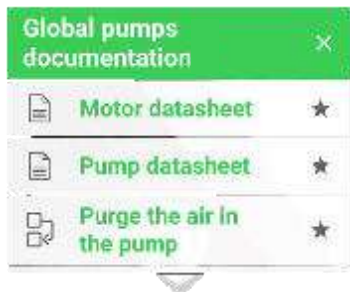 Global pumps
documentation
Motor datasheet
Pump datasheet
Purge the air in
the pump